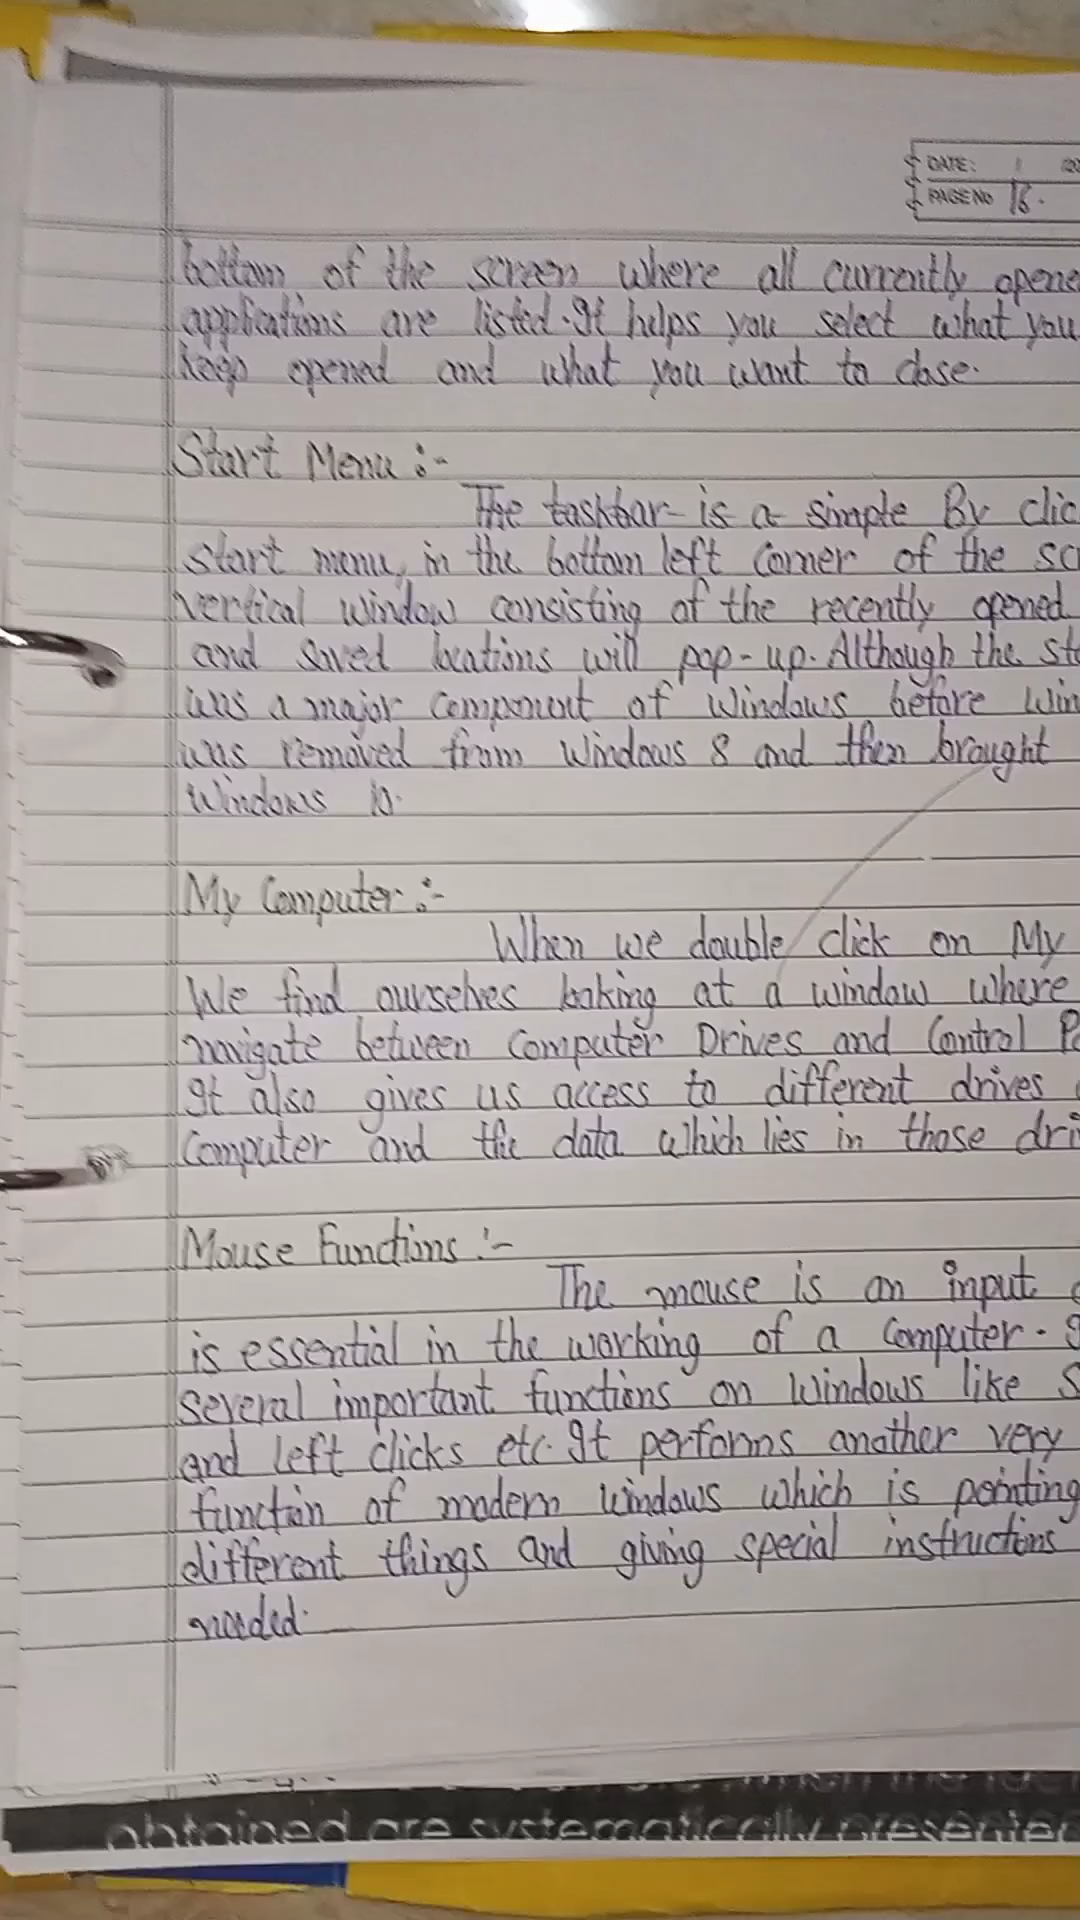 DATE:
PAGE No 16.
bottom of the screen where all currently opene
applications are listed. It helps you select what you
keep opened and what you want to close.
Start Menu :-
The taskbar is a simple By clic
start menu, in the bottom left corner of the scr
vertical window consisting of the recently opened
and saved locations will pop-up. Although the sta
was a major component of Windows before Win
was removed from Windows 8 and then brought
Windows 10.
My Computer :-
When we double click on My
We find ourselves looking at a window where
navigate between Computer Drives and Control Pa
It also gives us access to different drives
Computer and the data which lies in those dri
Mouse Functions :-
The mouse is an input
is essential in the working of a Computer.
several important functions on Windows like S
and left clicks etc. It performs another very
function of modern windows which is pointing
different things and giving special instructions
needed.
obtained are systematically presented